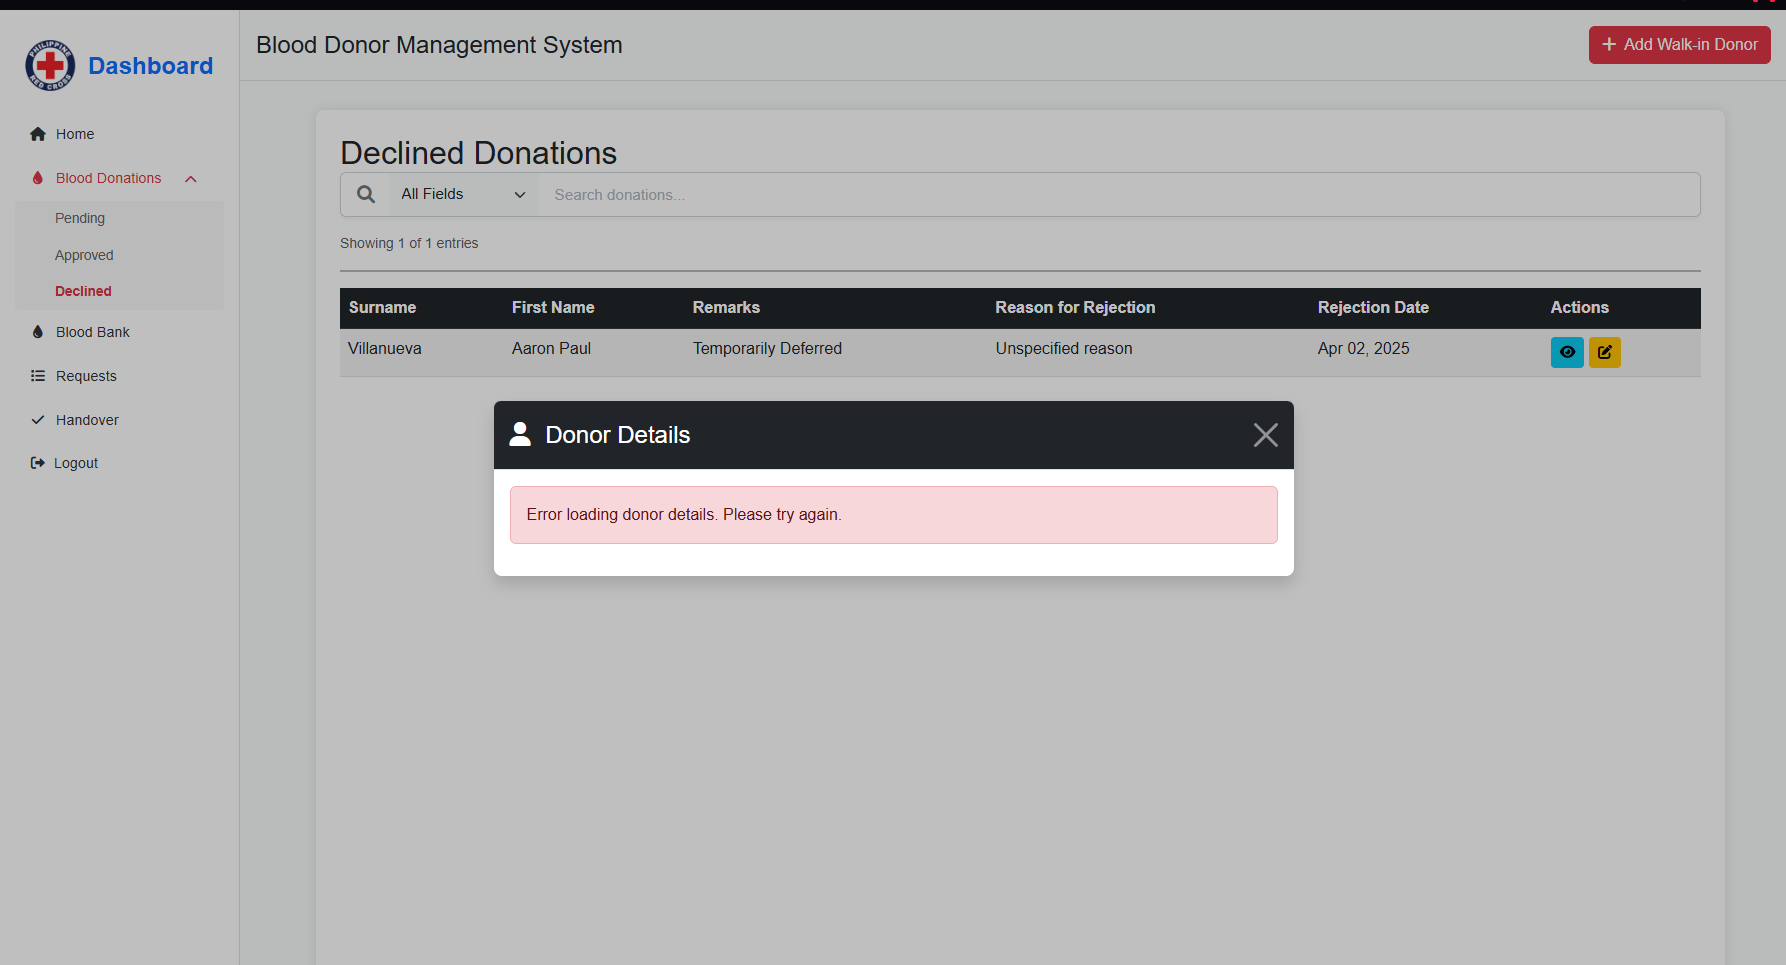 PHILIPPINE
RED CROSS
Dashboard
Home
Blood Donations
Pending
Approved
Declined
Blood Bank
Requests
Handover
Logout
Blood Donor Management System
Add Walk-in Donor
Declined Donations
All Fields
Search donations...
Showing 1 of 1 entries
Surname First Name Remarks Reason for Rejection Rejection Date Actions
Villanueva Aaron Paul Temporarily Deferred Unspecified reason Apr 02, 2025
Donor Details
Error loading donor details. Please try again.